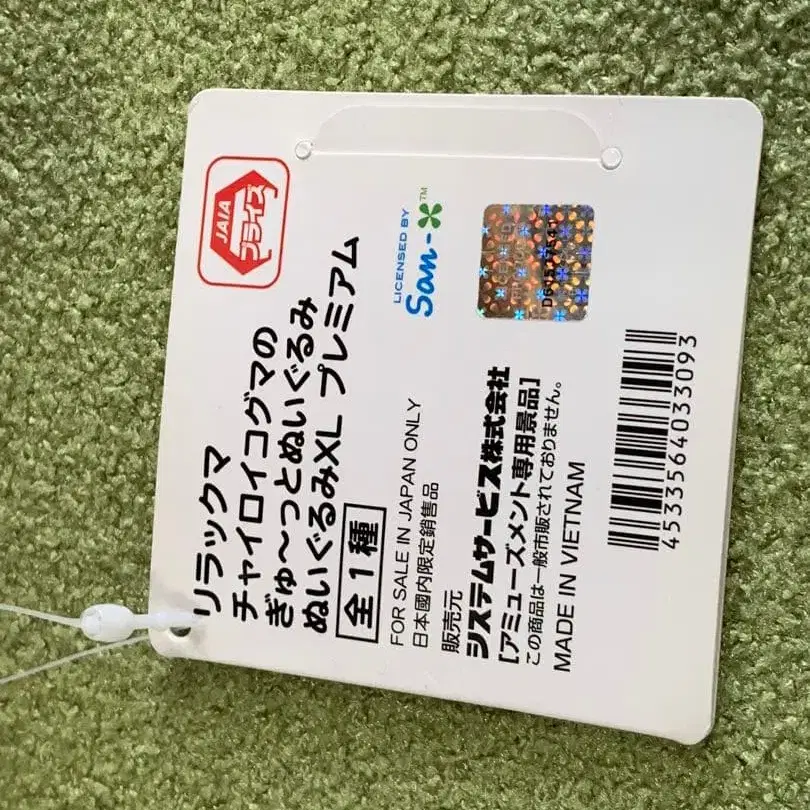 JAIA
プライズ
リラックマ
チャイロイコグマの
ぎゅ〜っとぬいぐるみ
ぬいぐるみXL プレミアム
全1種
LICENSED BY
San-X™
FOR SALE IN JAPAN ONLY
日本國内限定銷售品
販売元
システムサービス株式会社
[アミューズメント専用景品]
この商品は一般市販されておりません。
MADE IN VIETNAM
4533564033093